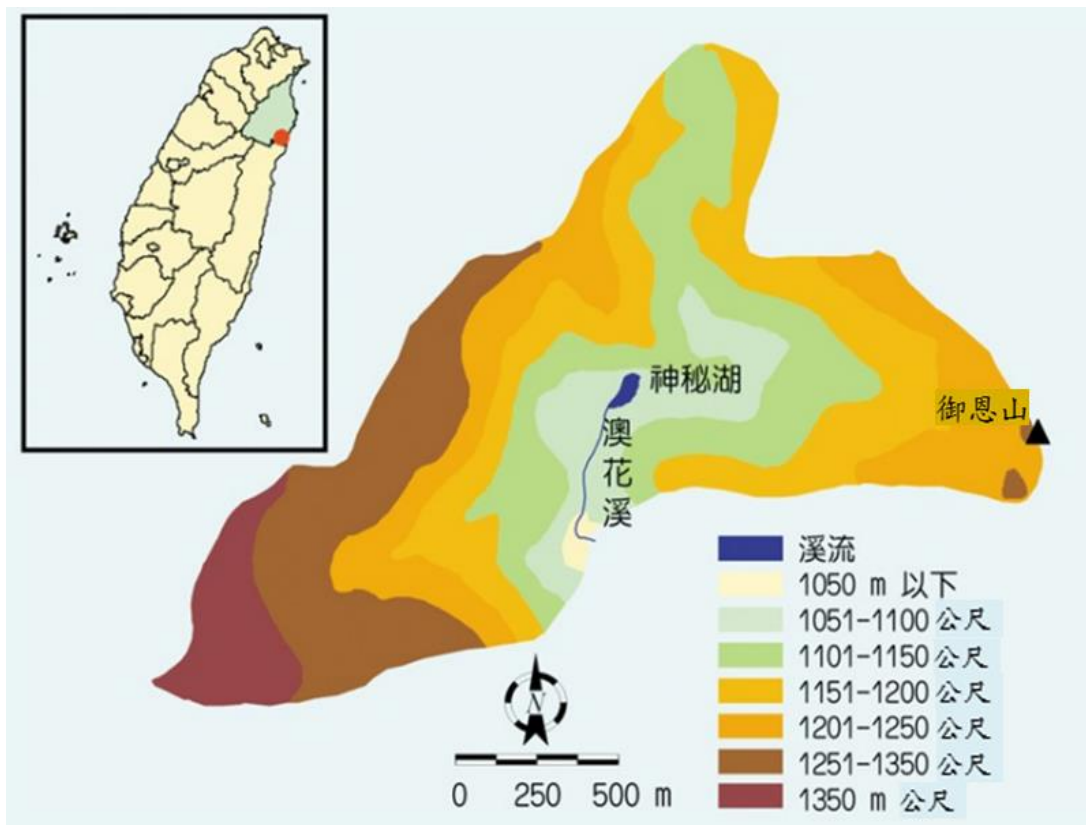 神秘湖
御恩山
澳花溪
溪流
1050 m 以下
1051-1100 公尺
1101-1150 公尺
1151-1200 公尺
1201-1250 公尺
1251-1350 公尺
1350 m 公尺
N
0 250 500 m